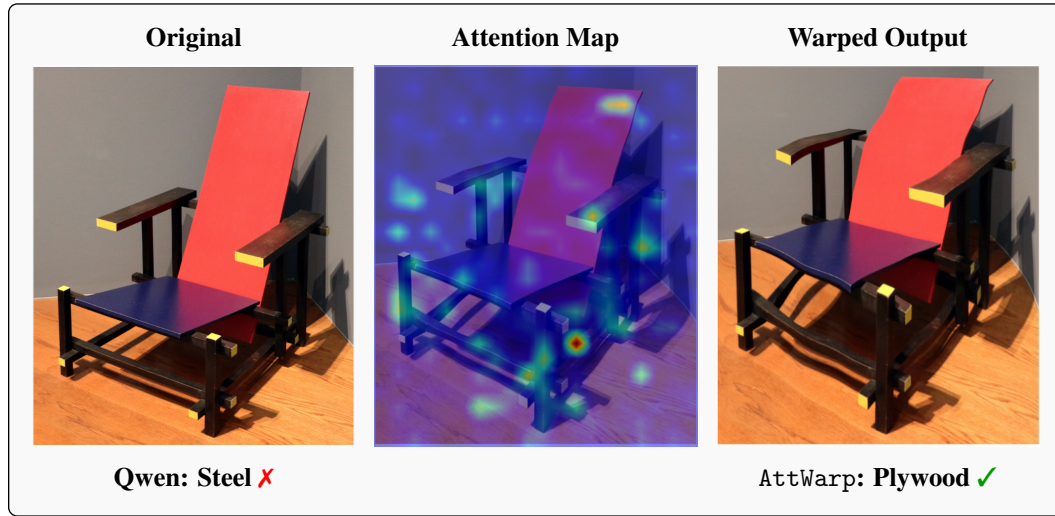 Original
Attention Map
Warped Output
Qwen: Steel ✗
AttWarp: Plywood ✓